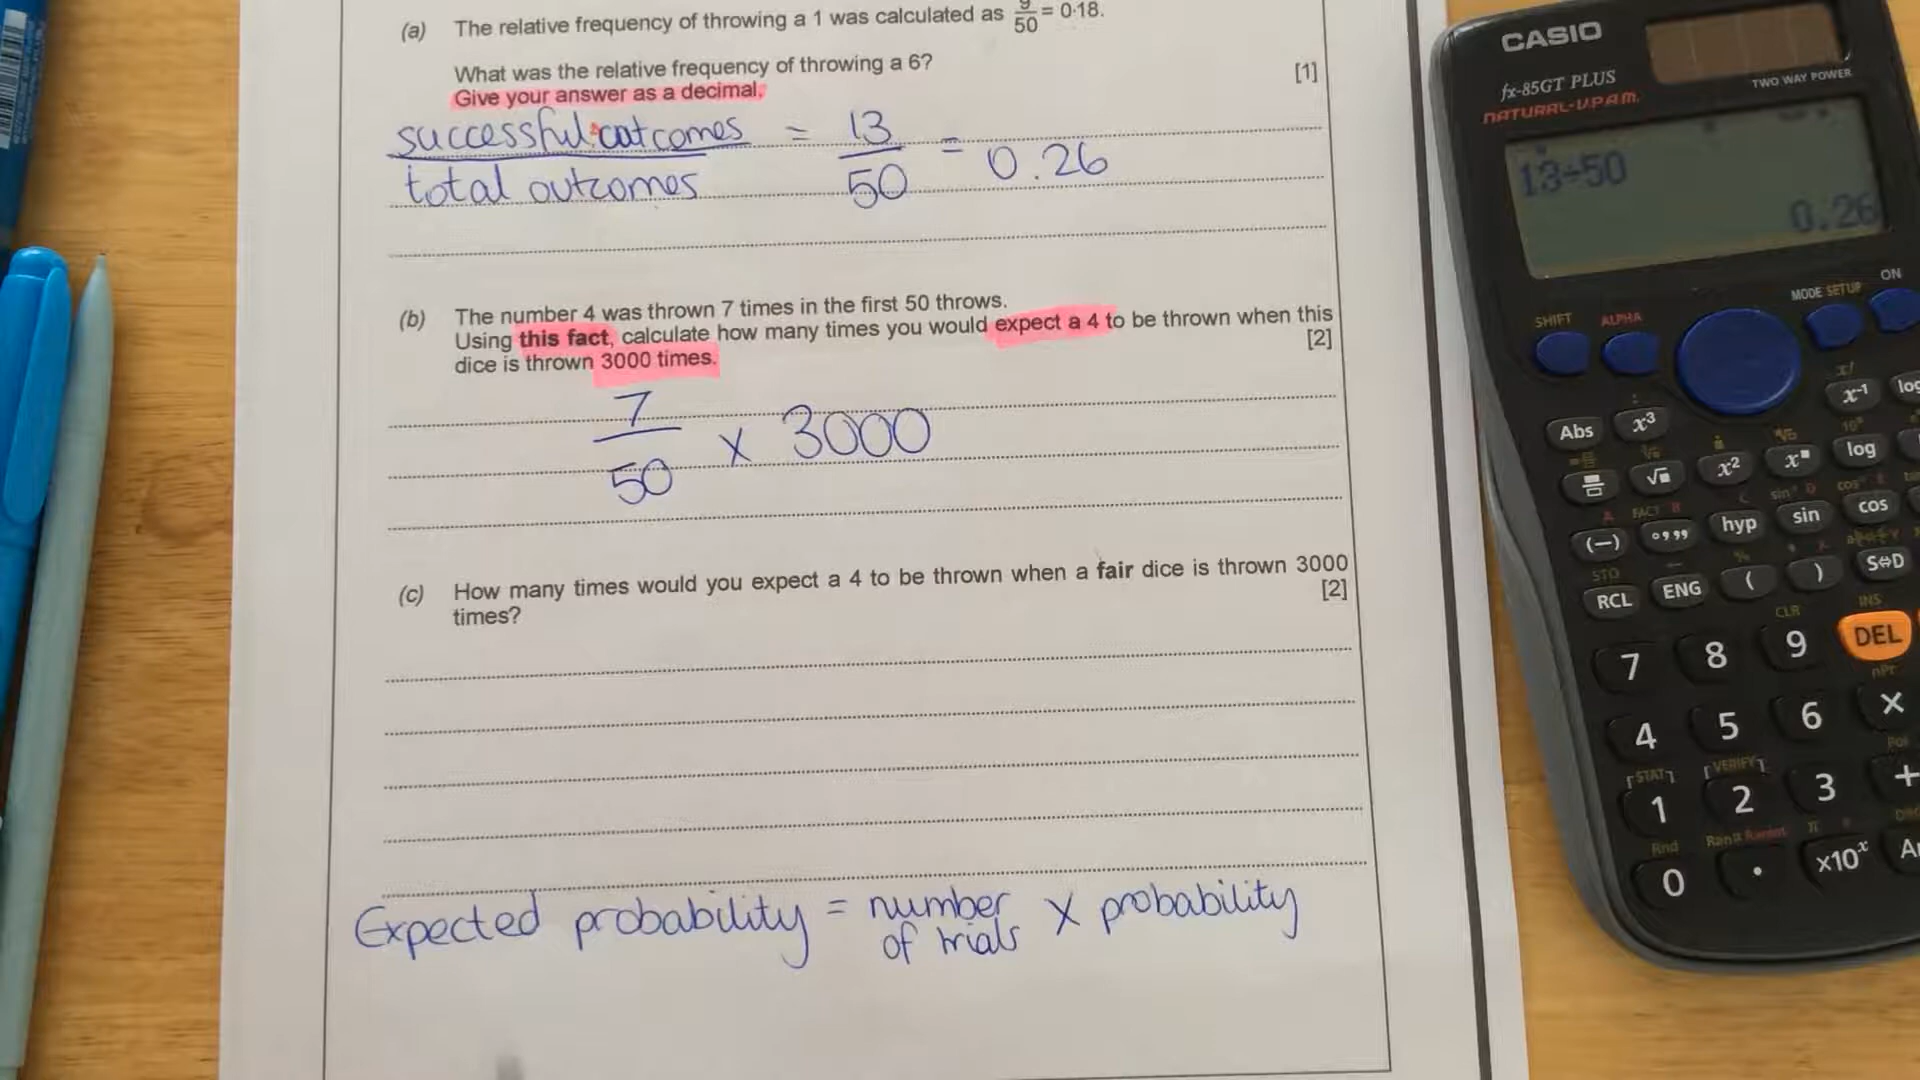 (a) The relative frequency of throwing a 1 was calculated as 9/50 = 0·18.
What was the relative frequency of throwing a 6? [1]
Give your answer as a decimal.
successful outcomes = 13 = 0.26
total outcomes 50
(b) The number 4 was thrown 7 times in the first 50 throws.
Using this fact, calculate how many times you would expect a 4 to be thrown when this
dice is thrown 3000 times. [2]
7/50 x 3000
(c) How many times would you expect a 4 to be thrown when a fair dice is thrown 3000
times? [2]
Expected probability = number of trials x probability
CASIO
fx-85GT PLUS
TWO WAY POWER
NATURAL-V.P.A.M.
13÷50
0.26
SHIFT ALPHA MODE SETUP ON
Abs x³ x⁻¹
√ x² log
(−) hyp sin cos
STO
RCL ENG ( ) S⇔D
CLR INS
7 8 9 DEL
4 5 6 ×
STAT VERIFY
1 2 3 +
Rnd Ran#
0 . ×10ˣ